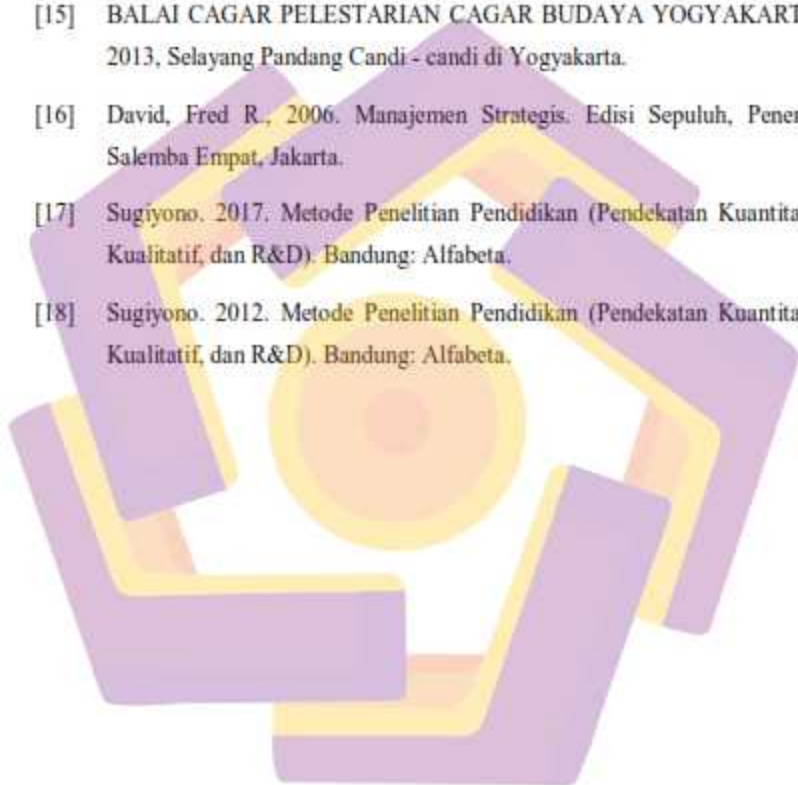 [15] BALAI CAGAR PELESTARIAN CAGAR BUDAYA YOGYAKART
2013, Selayang Pandang Candi - candi di Yogyakarta.
[16] David, Fred R., 2006. Manajemen Strategis. Edisi Sepuluh, Pener
Salemba Empat, Jakarta.
[17] Sugiyono. 2017. Metode Penelitian Pendidikan (Pendekatan Kuantita
Kualitatif, dan R&D). Bandung: Alfabeta.
[18] Sugiyono. 2012. Metode Penelitian Pendidikan (Pendekatan Kuantita
Kualitatif, dan R&D). Bandung: Alfabeta.